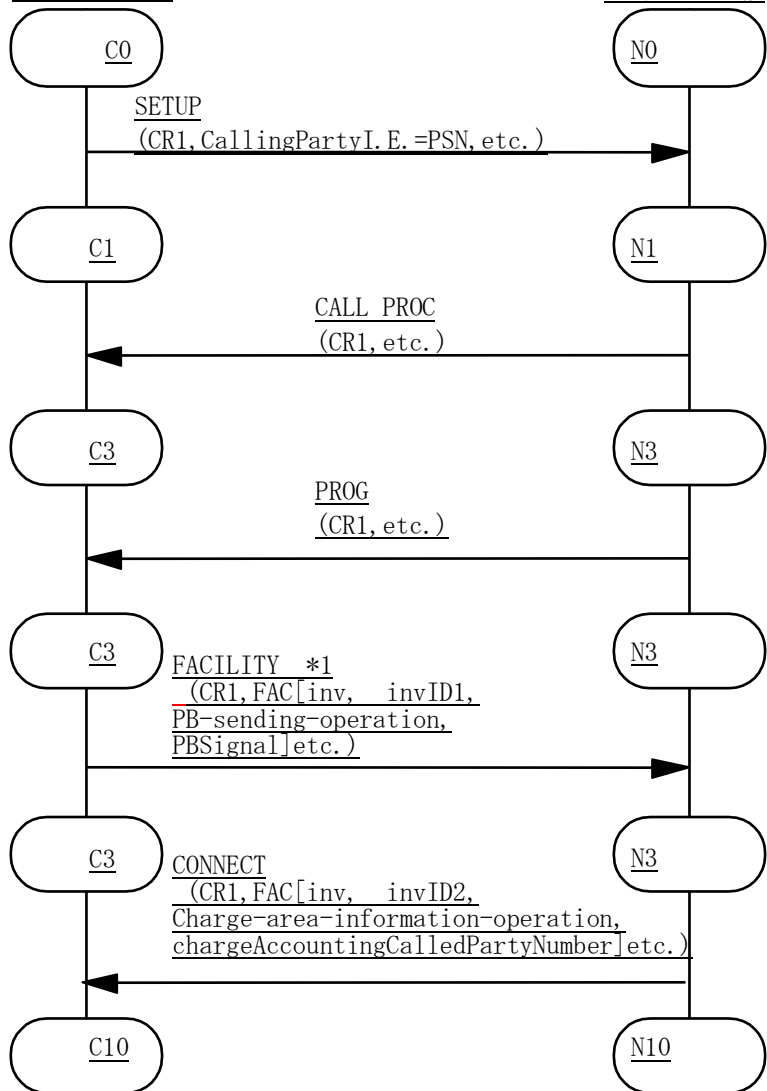 C0
N0
SETUP
(CR1,CallingPartyI.E.=PSN,etc.)
C1
N1
CALL PROC
(CR1,etc.)
C3
N3
PROG
(CR1,etc.)
C3
N3
FACILITY *1
(CR1,FAC[inv, invID1,
PB-sending-operation,
PBSignal]etc.)
C3
N3
CONNECT
(CR1,FAC[inv, invID2,
Charge-area-information-operation,
chargeAccountingCalledPartyNumber]etc.)
C10
N10